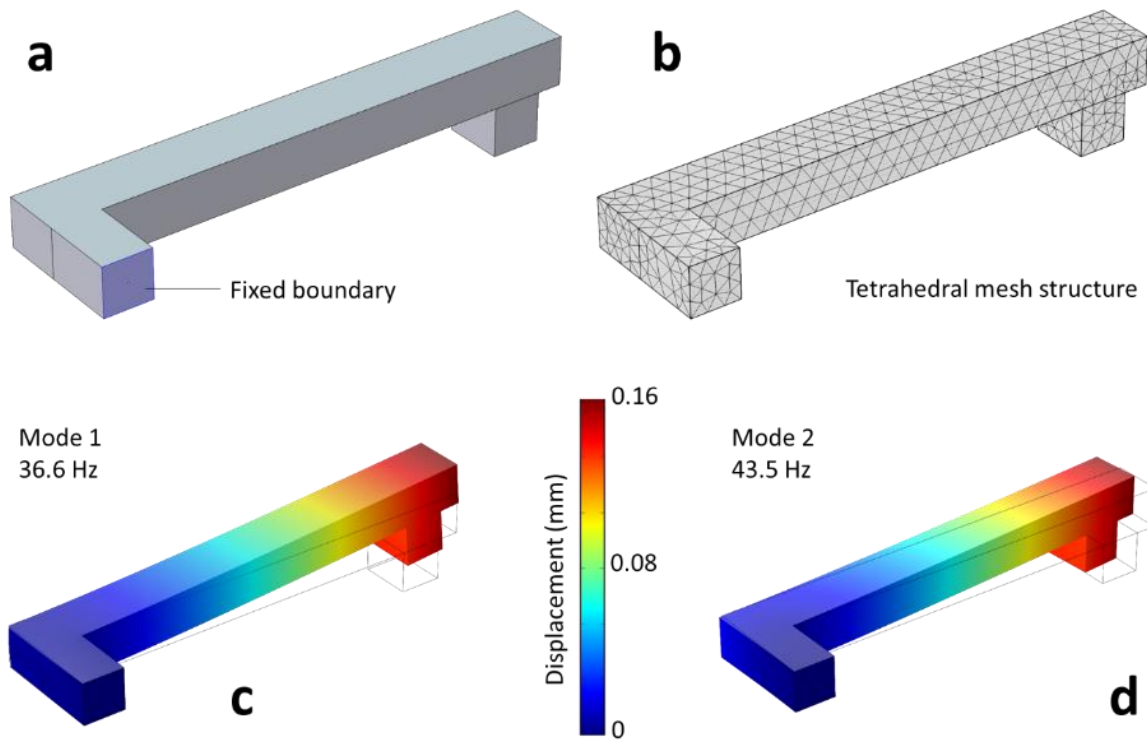 a
b
Fixed boundary
Tetrahedral mesh structure
Mode 1
36.6 Hz
c
Displacement (mm)
0.16
0.08
0
Mode 2
43.5 Hz
d